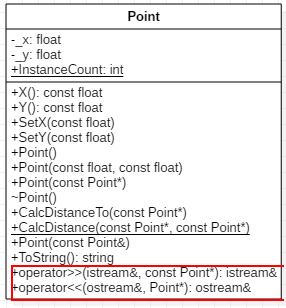 Point
-_x: float
-_y: float
+InstanceCount: int
+X(): const float
+Y(): const float
+SetX(const float)
+SetY(const float)
+Point()
+Point(const float, const float)
+Point(const Point*)
~Point()
+CalcDistanceTo(const Point*)
+CalcDistance(const Point*, const Point*)
+Point(const Point&)
+ToString(): string
+operator>>(istream&, const Point*): istream&
+operator<<(ostream&, Point*): ostream&